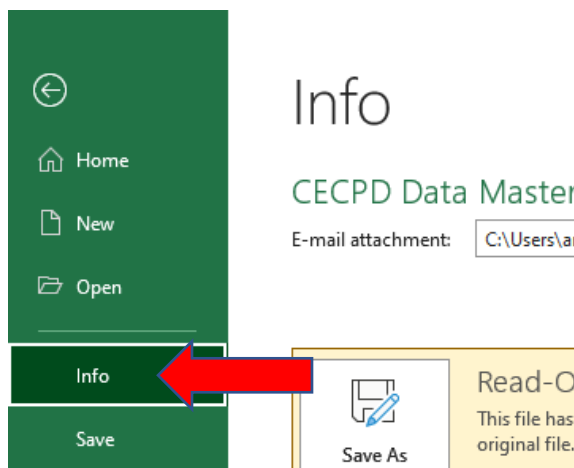 Home
New
Open
Info
Save
Info
CECPD Data Master
E-mail attachment: C:\Users\
Save As
Read-O
This file has
original file.